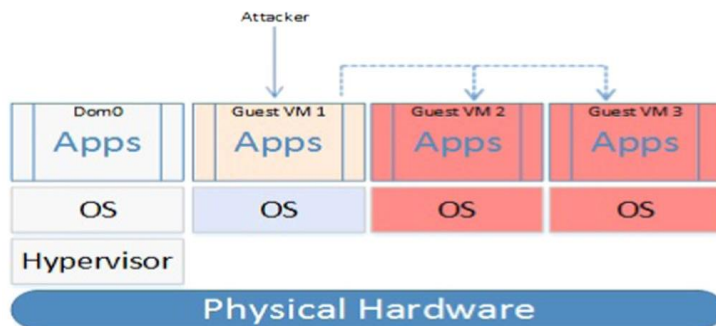 Attacker
Dom0 Guest VM 1 Guest VM 2 Guest VM 3
Apps Apps Apps Apps
OS OS OS OS
Hypervisor
Physical Hardware